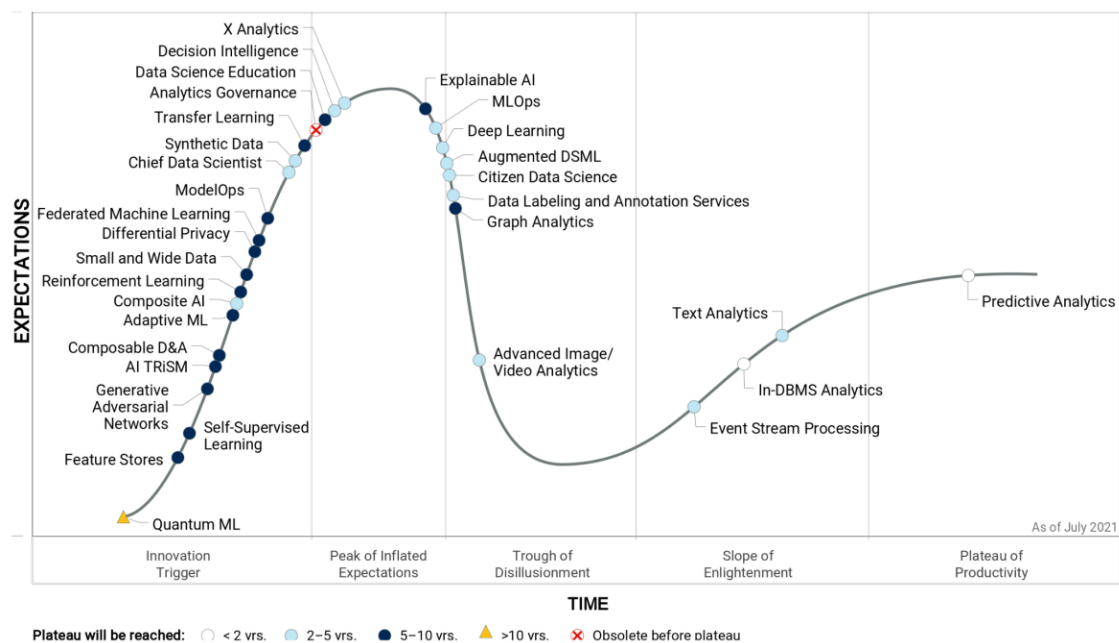 X Analytics
Decision Intelligence
Data Science Education
Analytics Governance
Transfer Learning
Synthetic Data
Chief Data Scientist
ModelOps
Federated Machine Learning
Differential Privacy
Small and Wide Data
Reinforcement Learning
Composite AI
Adaptive ML
Composable D&A
AI TRiSM
Generative
Adversarial
Networks
Self-Supervised
Learning
Feature Stores
Quantum ML
Explainable AI
MLOps
Deep Learning
Augmented DSML
Citizen Data Science
Data Labeling and Annotation Services
Graph Analytics
Advanced Image/
Video Analytics
Text Analytics
In-DBMS Analytics
Event Stream Processing
Predictive Analytics
EXPECTATIONS
As of July 2021
Innovation
Trigger
Peak of Inflated
Expectations
Trough of
Disillusionment
Slope of
Enlightenment
Plateau of
Productivity
TIME
Plateau will be reached: < 2 yrs. 2–5 yrs. 5–10 yrs. >10 yrs. Obsolete before plateau